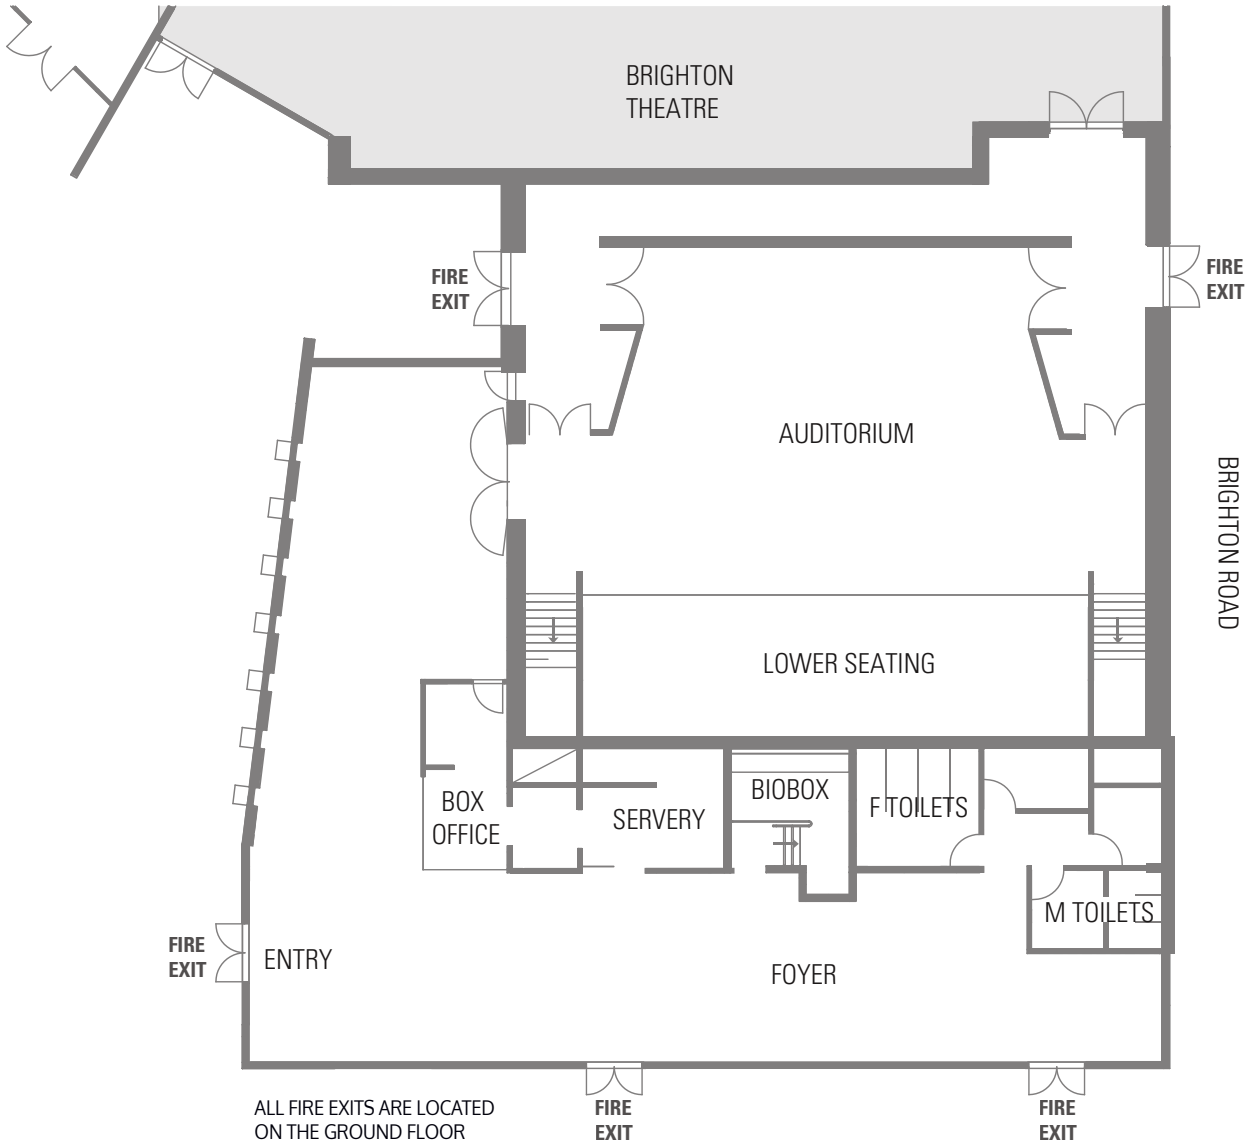 BRIGHTON
THEATRE
FIRE
EXIT
FIRE
EXIT
AUDITORIUM
BRIGHTON ROAD
LOWER SEATING
BOX
OFFICE
SERVERY
BIOBOX
F TOILETS
M TOILETS
FIRE
EXIT
ENTRY
FOYER
ALL FIRE EXITS ARE LOCATED
ON THE GROUND FLOOR
FIRE
EXIT
FIRE
EXIT